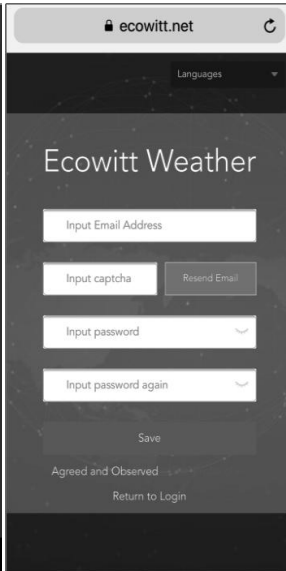 ecowitt.net
Languages
Ecowitt Weather
Input Email Address
Input captcha
Resend Email
Input password
Input password again
Save
Agreed and Observed
Return to Login